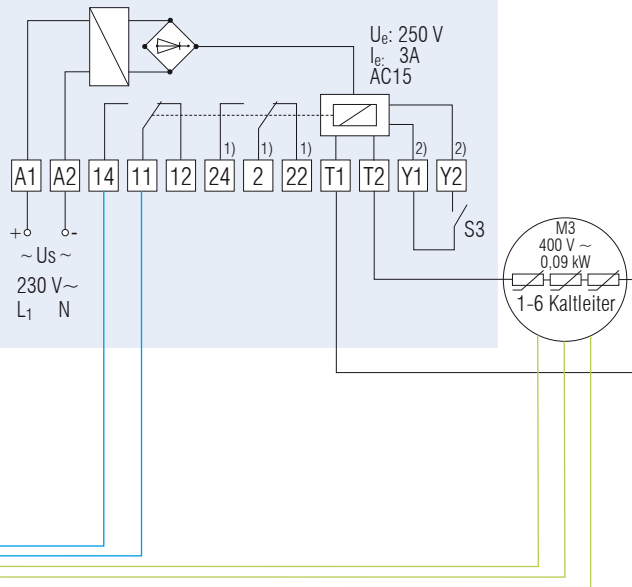 Ue: 250 V
Ie: 3A
AC15
1) 1) 1) 2) 2)
A1 A2 14 11 12 24 2 22 T1 T2 Y1 Y2
S3
+ -
~ Us ~
230 V~
L1 N
M3
400 V ~
0,09 kW
1-6 Kaltleiter